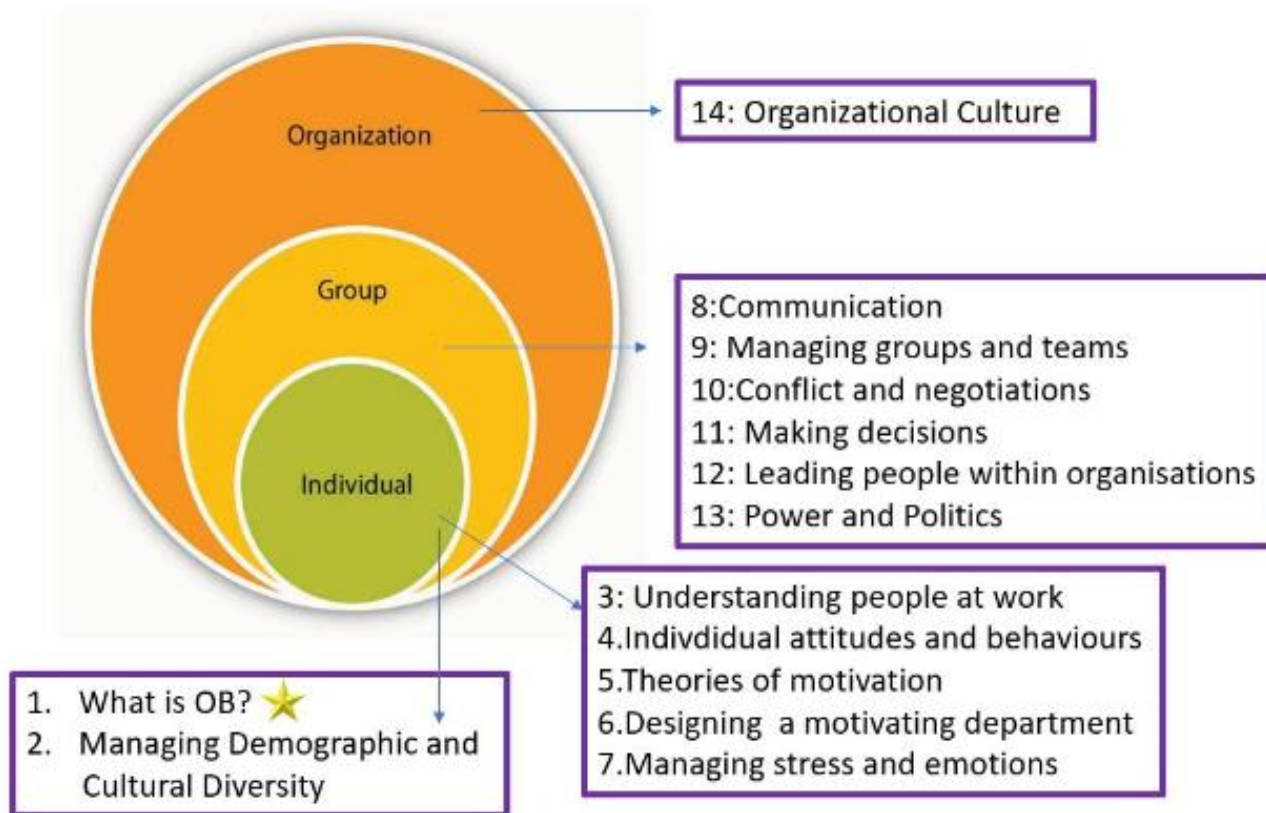 Organization
14: Organizational Culture
Group
8:Communication
9: Managing groups and teams
10:Conflict and negotiations
11: Making decisions
12: Leading people within organisations
13: Power and Politics
Individual
3: Understanding people at work
4.Indivdidual attitudes and behaviours
5.Theories of motivation
6.Designing a motivating department
7.Managing stress and emotions
1. What is OB?
2. Managing Demographic and
Cultural Diversity